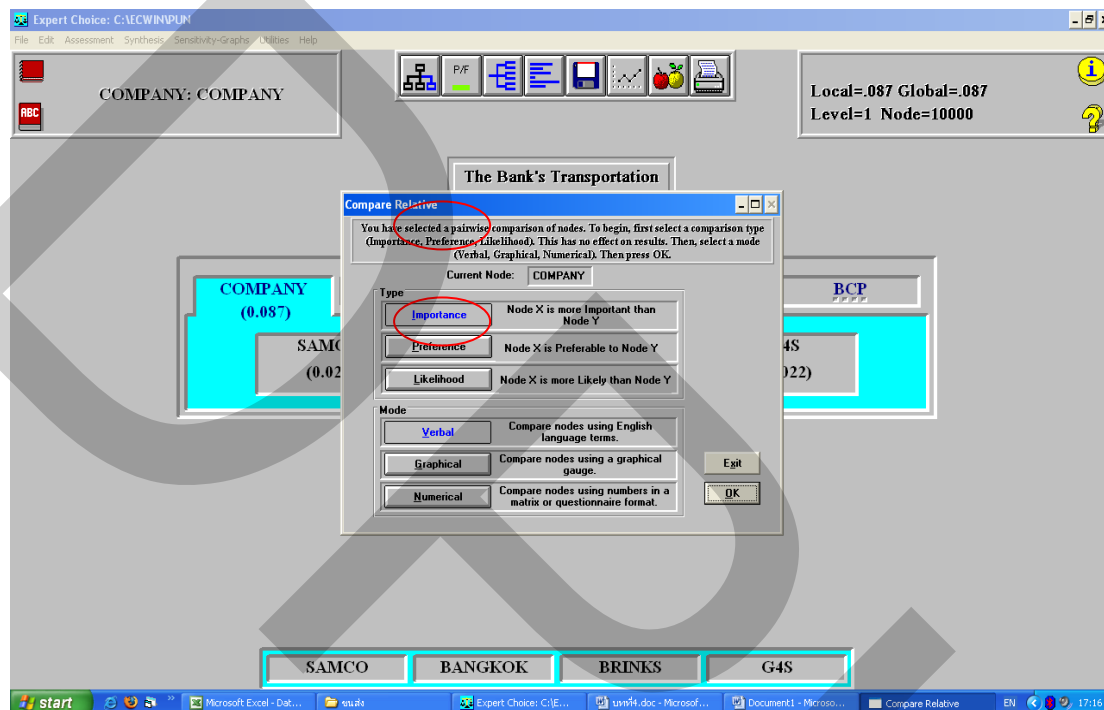 Expert Choice: C:\ECWIN\PUN
File Edit Assessment Synthesis Sensitivity-Graphs Utilities Help
P/F
ABC
COMPANY: COMPANY
Local=.087 Global=.087
Level=1 Node=10000
The Bank's Transportation
Compare Relative
You have selected a pairwise comparison of nodes. To begin, first select a comparison type
(Importance, Preference, Likelihood). This has no effect on results. Then, select a mode
(Verbal, Graphical, Numerical). Then press OK.
Current Node: COMPANY
Type
Importance Node X is more Important than
Node Y
Preference Node X is Preferable to Node Y
Likelihood Node X is more Likely than Node Y
Mode
Verbal Compare nodes using English
language terms.
Graphical Compare nodes using a graphical
gauge.
Numerical Compare nodes using numbers in a
matrix or questionnaire format.
Exit
OK
COMPANY
(0.087)
BCP
SAMCO BANGKOK BRINKS G4S
start Microsoft Excel - Dat... ขนส่ง Expert Choice: C:\E... บทที่4.doc - Microsof... Document1 - Microso... Compare Relative EN 17:16